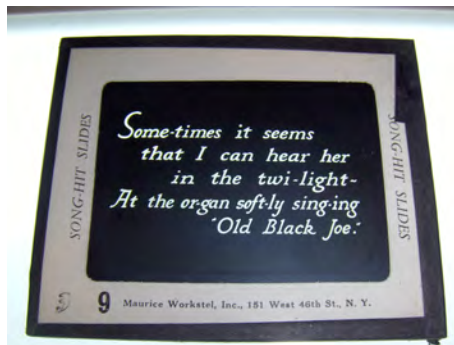 SONG-HIT SLIDES
Some-times it seems
that I can hear her
in the twi-light-
At the or-gan soft-ly sing-ing
"Old Black Joe."
SONG-HIT SLIDES
9 Maurice Workstel, Inc., 151 West 46th St., N. Y.